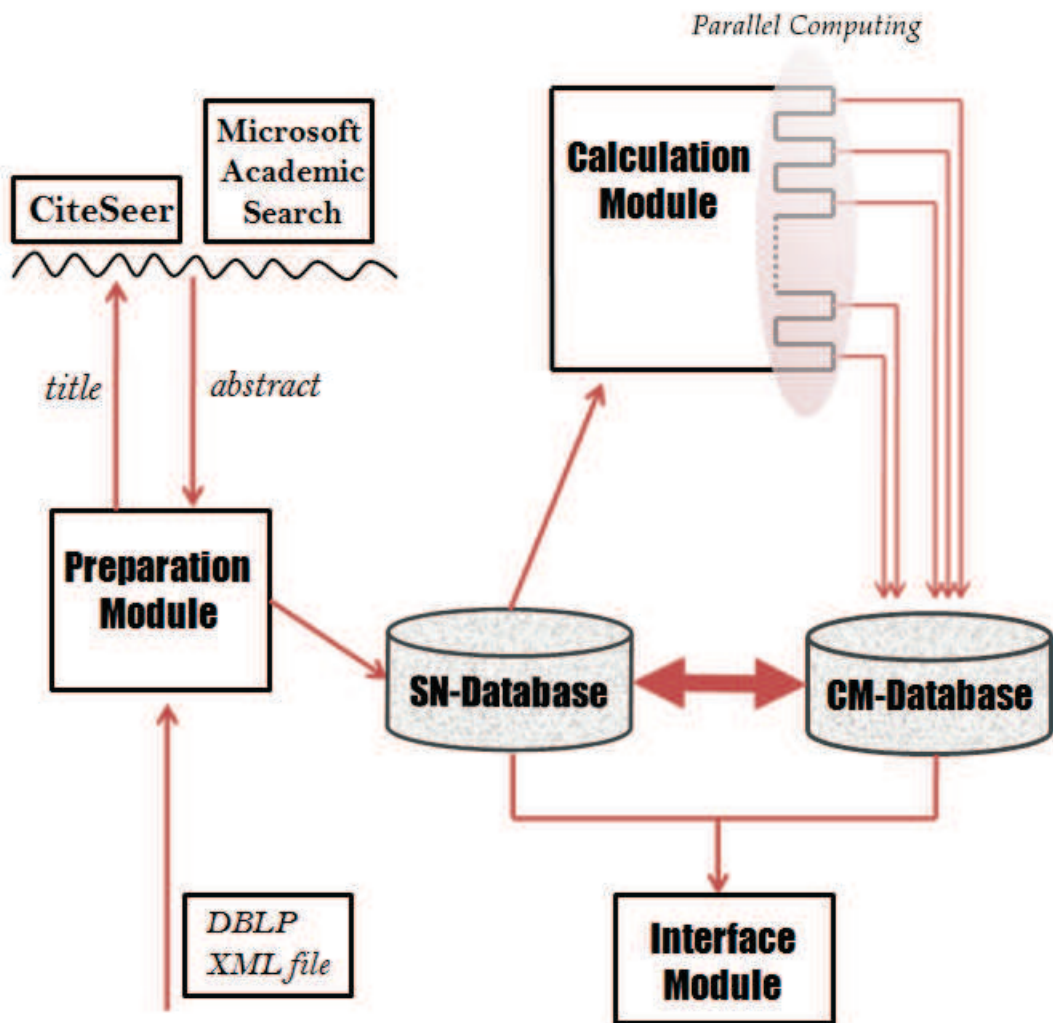 Parallel Computing
Microsoft
Academic
Search
CiteSeer
Calculation
Module
title
abstract
Preparation
Module
SN-Database
CM-Database
DBLP
XML file
Interface
Module